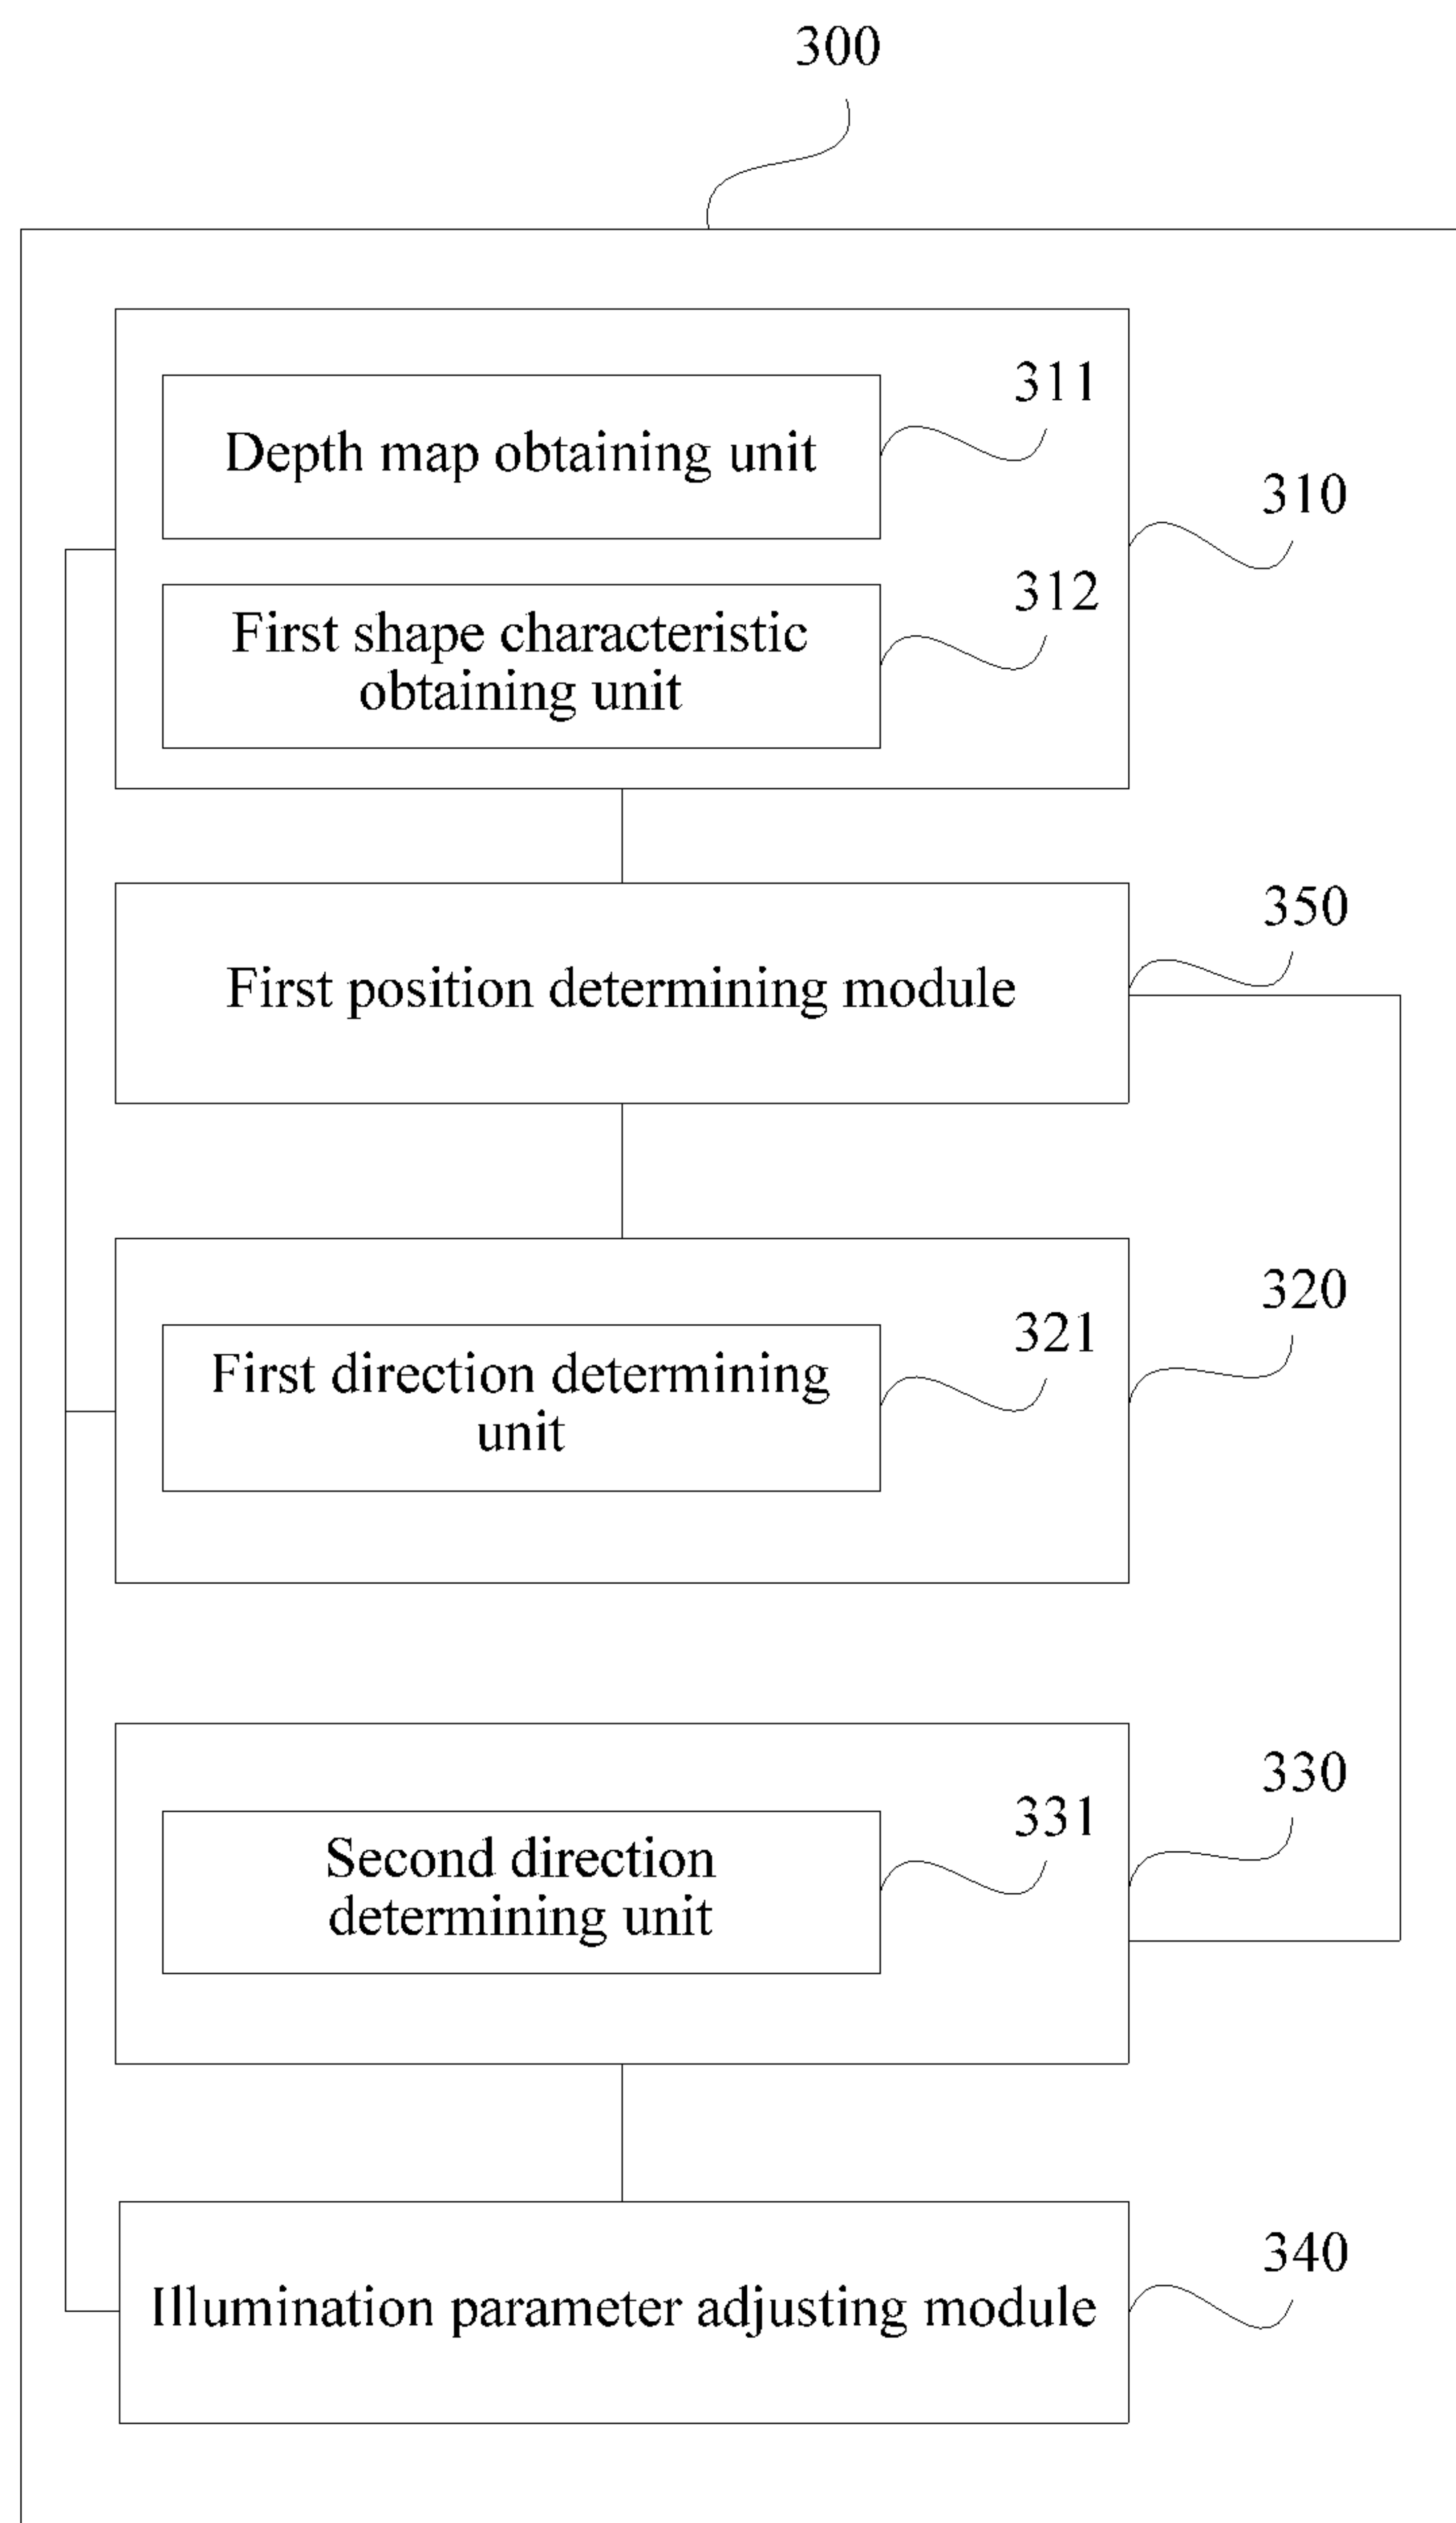 300
311
Depth map obtaining unit
310
312
First shape characteristic
obtaining unit
350
First position determining module
320
321
First direction determining
unit
330
331
Second direction
determining unit
340
Illumination parameter adjusting module